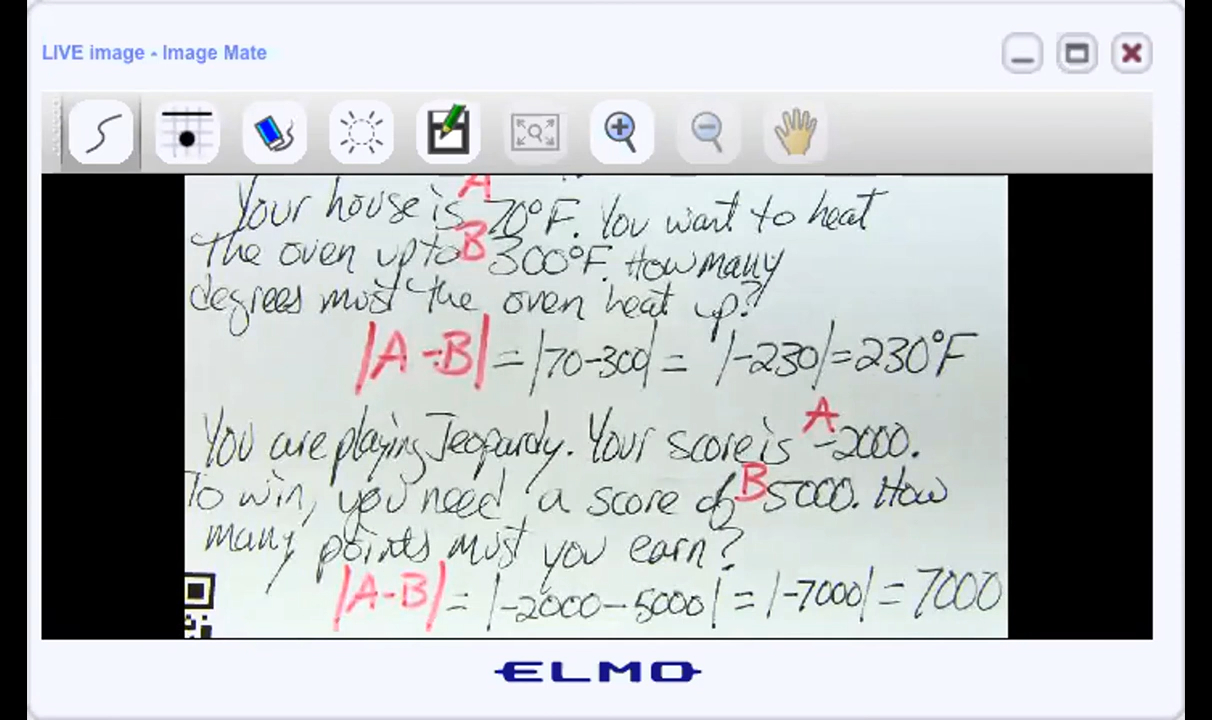 LIVE image - Image Mate
A
Your house is 70°F. You want to heat
The oven up to B 300°F. How many
degrees must the oven heat up?
|A-B| = |70-300| = |-230| = 230°F
A
You are playing Jeopardy. Your score is -2000.
To win, you need a score of B 5000. How
many points must you earn?
|A-B| = |-2000-5000| = |-7000| = 7000
ELMO